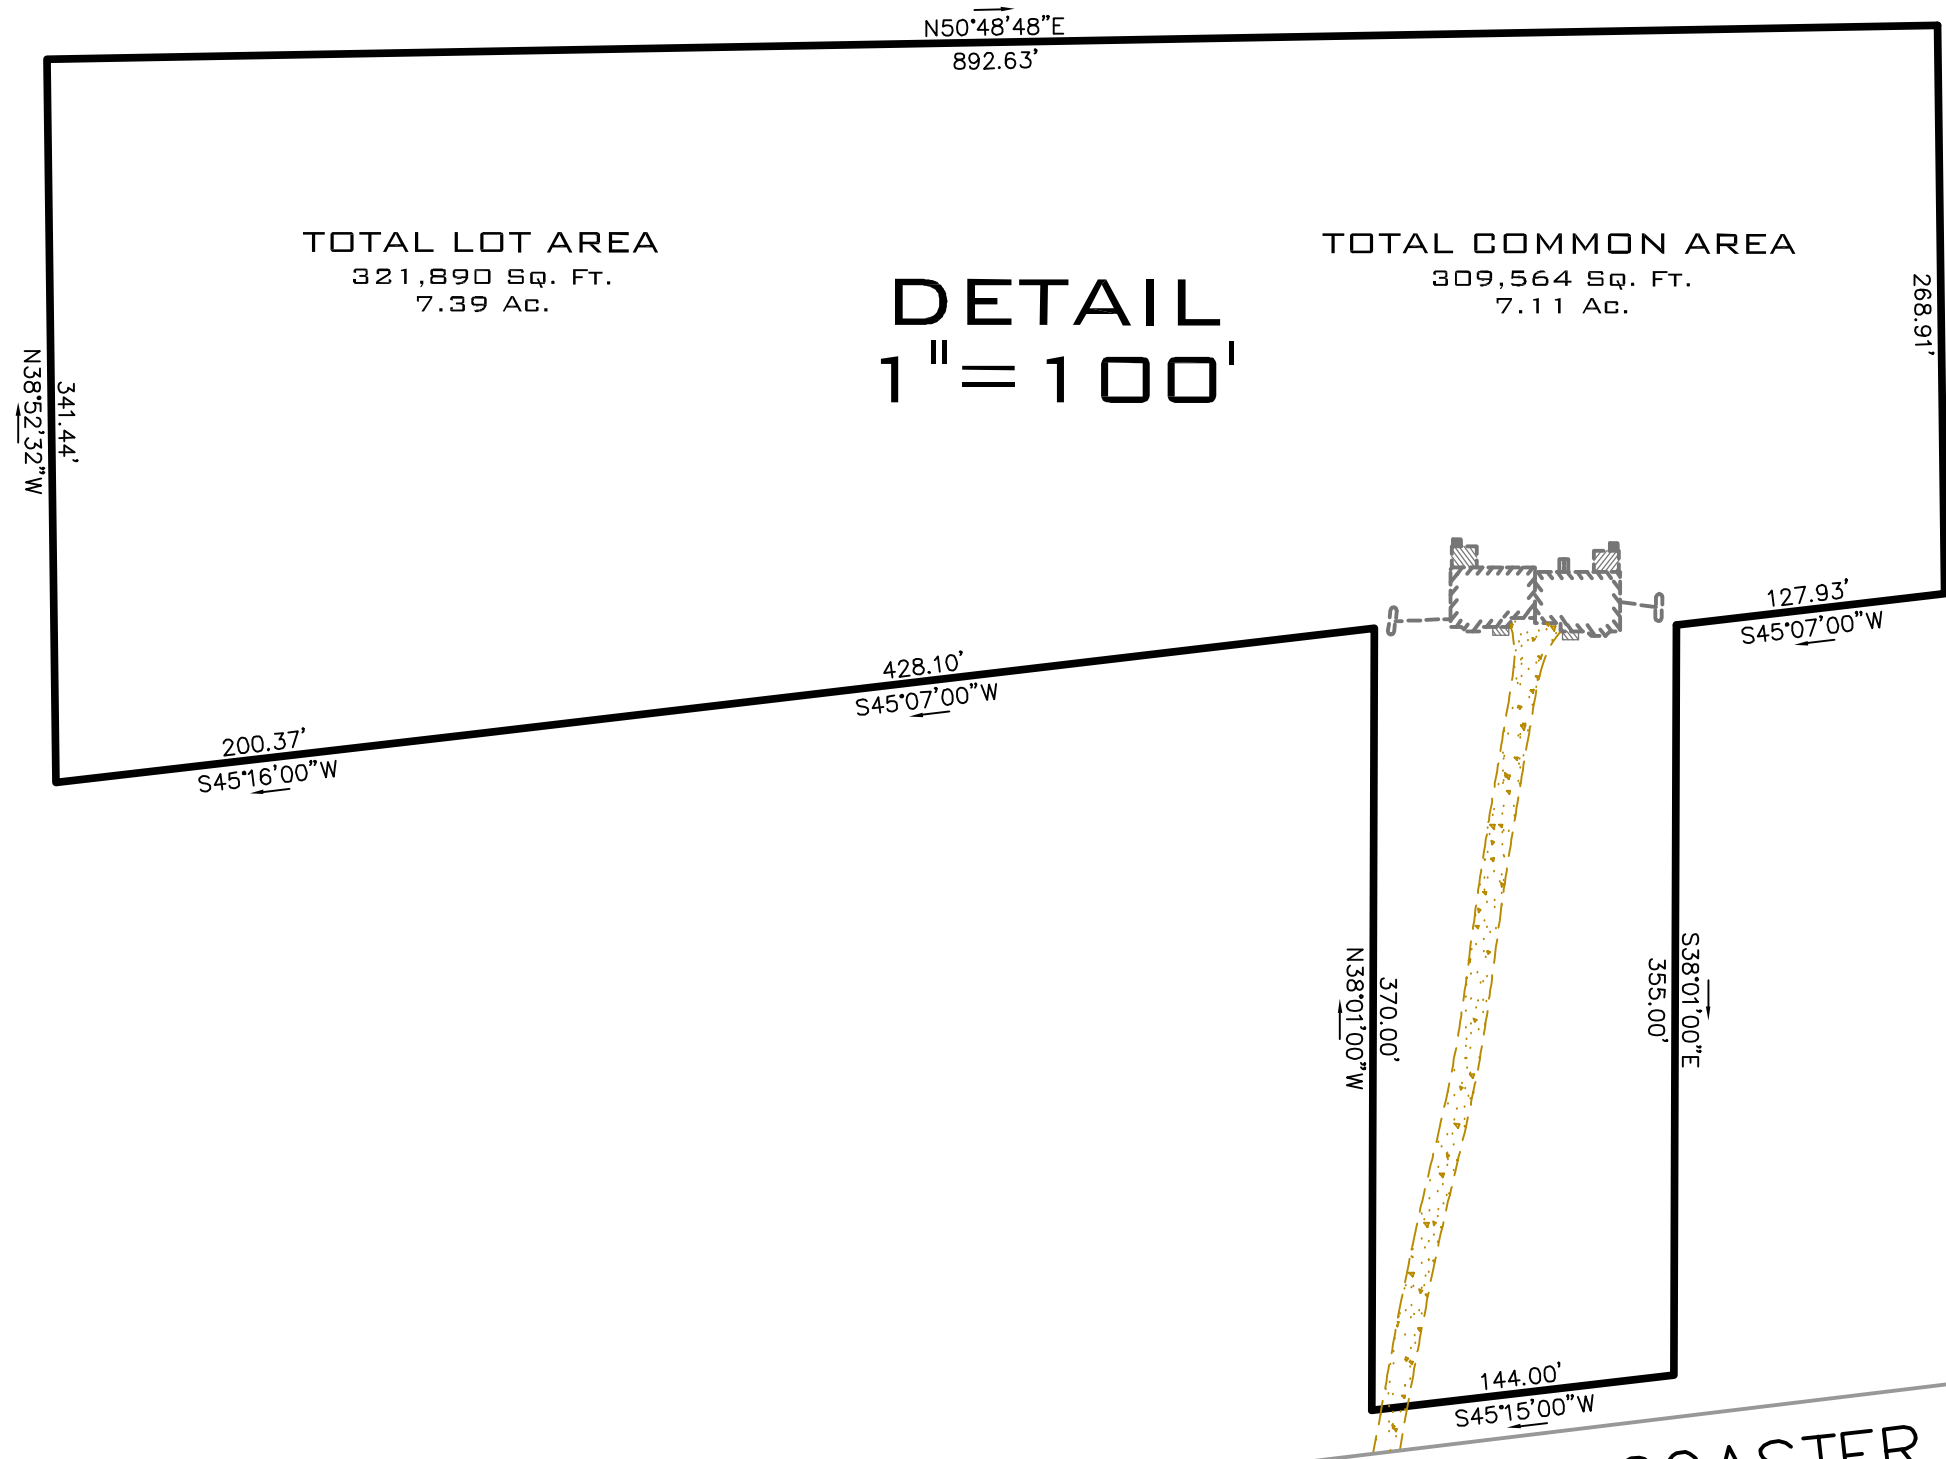 N50°48'48"E
892.63'
TOTAL LOT AREA
321,890 SQ. FT.
7.39 AC.
TOTAL COMMON AREA
309,564 SQ. FT.
7.11 AC.
DETAIL
1"=100'
268.91'
N38°52'32"W
341.44'
127.93'
S45°07'00"W
428.10'
S45°07'00"W
200.37'
S45°16'00"W
N38°01'00"W
370.00'
355.00'
S38°01'00"E
144.00'
S45°15'00"W